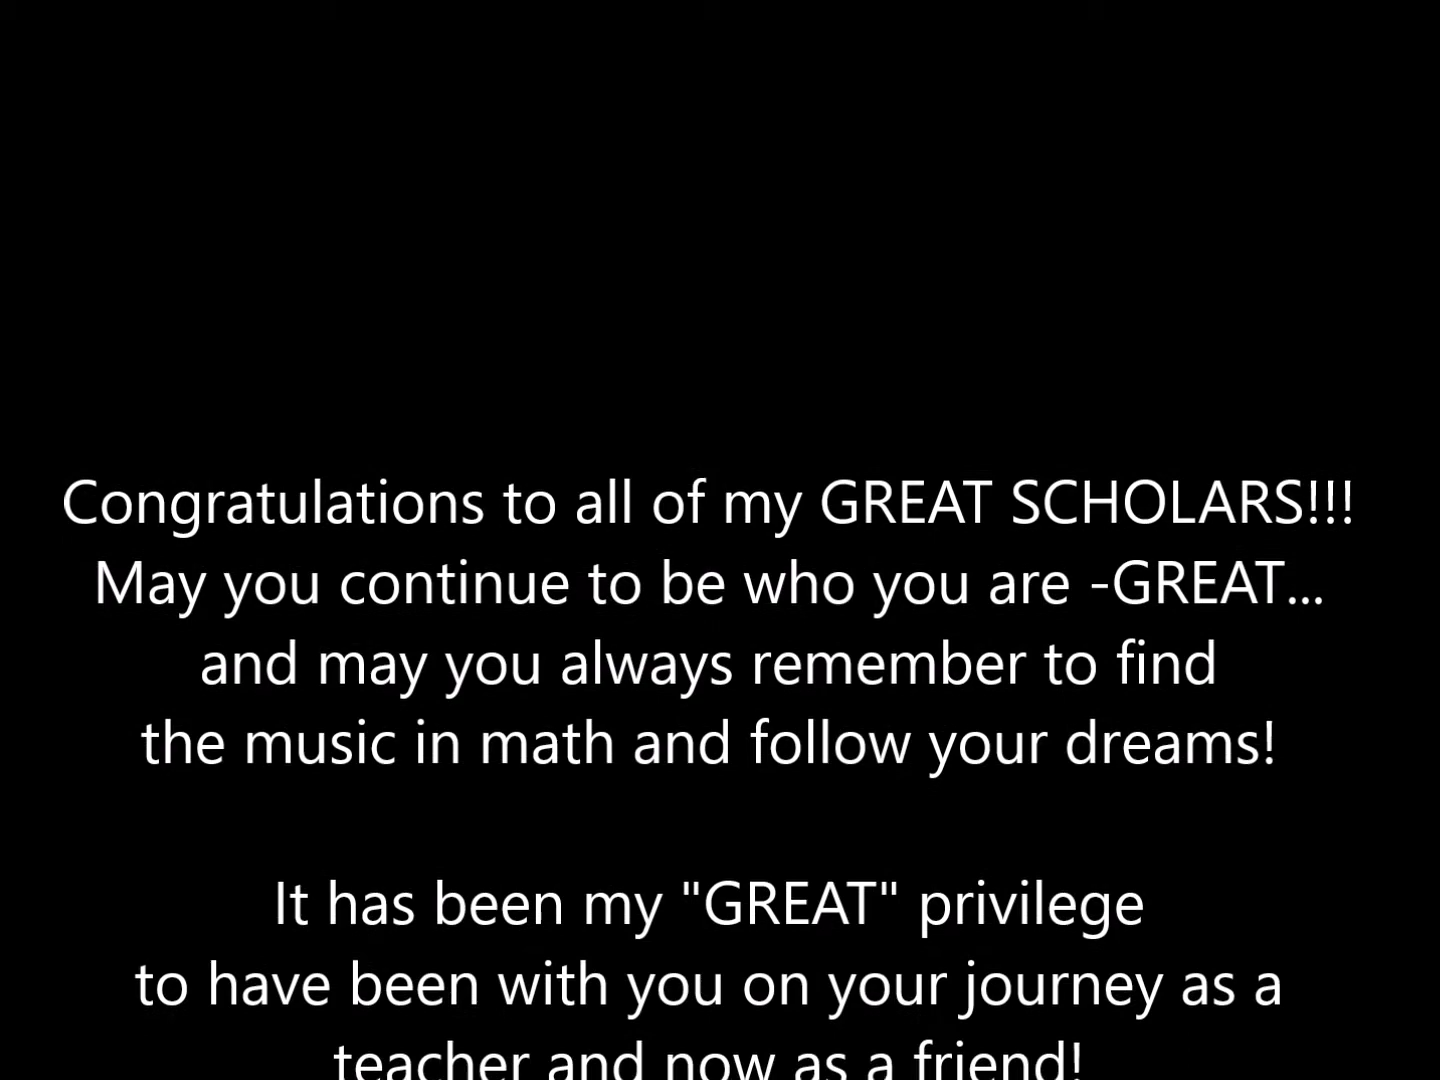 Congratulations to all of my GREAT SCHOLARS!!!
May you continue to be who you are -GREAT...
and may you always remember to find
the music in math and follow your dreams!
It has been my "GREAT" privilege
to have been with you on your journey as a
teacher and now as a friend!